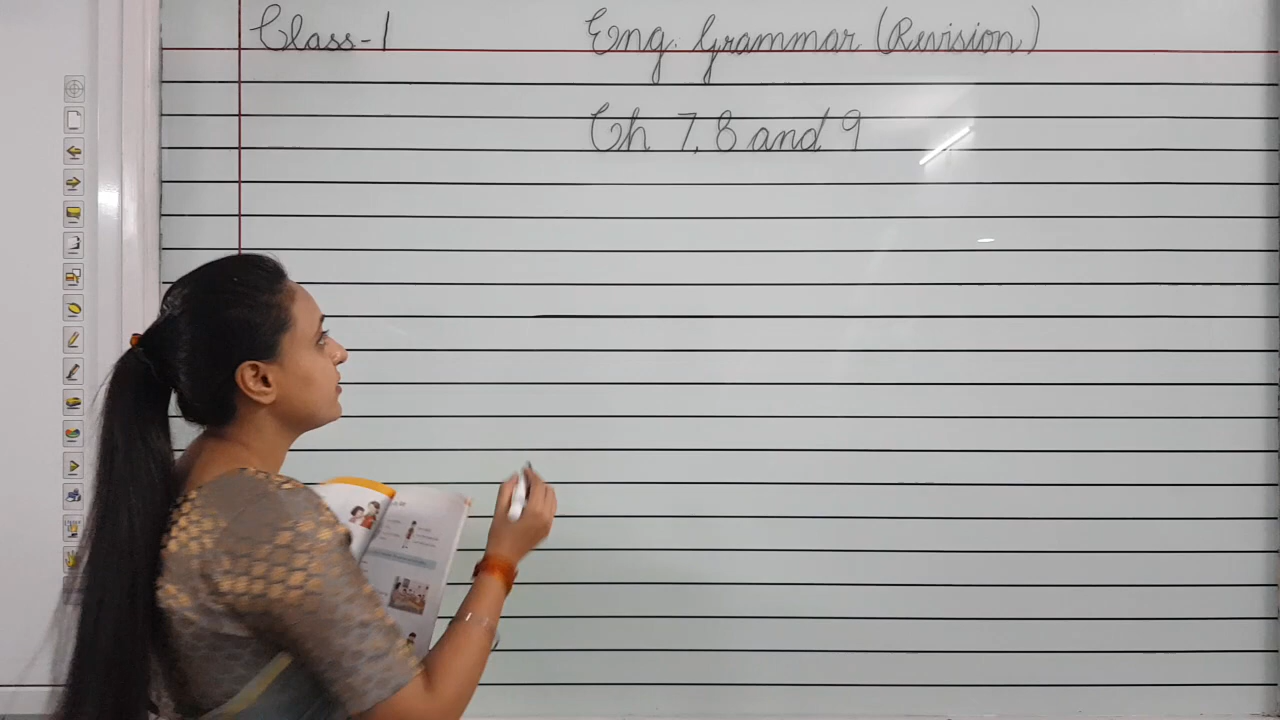 Class-1 Eng. Grammar (Revision)
Ch 7, 8 and 9